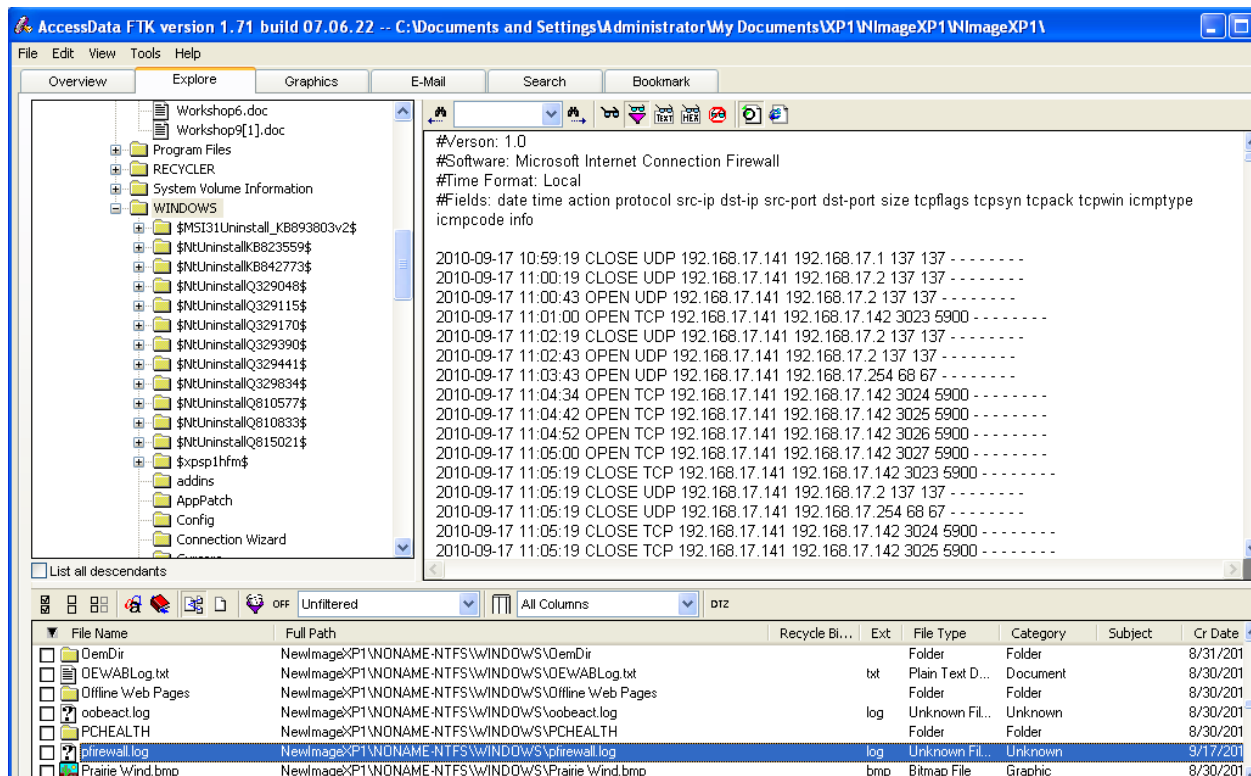 AccessData FTK version 1.71 build 07.06.22 -- C:\Documents and Settings\Administrator\My Documents\XP1\NImageXP1\NImageXP1\
File Edit View Tools Help
Overview Explore Graphics E-Mail Search Bookmark
Workshop6.doc
Workshop9[1].doc
Program Files
RECYCLER
System Volume Information
WINDOWS
$MSI31Uninstall_KB893803v2$
$NtUninstallKB823559$
$NtUninstallKB842773$
$NtUninstallQ329048$
$NtUninstallQ329115$
$NtUninstallQ329170$
$NtUninstallQ329390$
$NtUninstallQ329441$
$NtUninstallQ329834$
$NtUninstallQ810577$
$NtUninstallQ810833$
$NtUninstallQ815021$
$xpsp1hfm$
addins
AppPatch
Config
Connection Wizard
Cursors
List all descendants
TEXT HEX
#Verson: 1.0
#Software: Microsoft Internet Connection Firewall
#Time Format: Local
#Fields: date time action protocol src-ip dst-ip src-port dst-port size tcpflags tcpsyn tcpack tcpwin icmptype
icmpcode info
2010-09-17 10:59:19 CLOSE UDP 192.168.17.141 192.168.17.1 137 137 - - - - - - - -
2010-09-17 11:00:19 CLOSE UDP 192.168.17.141 192.168.17.2 137 137 - - - - - - - -
2010-09-17 11:00:43 OPEN UDP 192.168.17.141 192.168.17.2 137 137 - - - - - - - -
2010-09-17 11:01:00 OPEN TCP 192.168.17.141 192.168.17.142 3023 5900 - - - - - - - -
2010-09-17 11:02:19 CLOSE UDP 192.168.17.141 192.168.17.2 137 137 - - - - - - - -
2010-09-17 11:02:43 OPEN UDP 192.168.17.141 192.168.17.2 137 137 - - - - - - - -
2010-09-17 11:03:43 OPEN UDP 192.168.17.141 192.168.17.254 68 67 - - - - - - - -
2010-09-17 11:04:34 OPEN TCP 192.168.17.141 192.168.17.142 3024 5900 - - - - - - - -
2010-09-17 11:04:42 OPEN TCP 192.168.17.141 192.168.17.142 3025 5900 - - - - - - - -
2010-09-17 11:04:52 OPEN TCP 192.168.17.141 192.168.17.142 3026 5900 - - - - - - - -
2010-09-17 11:05:00 OPEN TCP 192.168.17.141 192.168.17.142 3027 5900 - - - - - - - -
2010-09-17 11:05:19 CLOSE TCP 192.168.17.141 192.168.17.142 3023 5900 - - - - - - - -
2010-09-17 11:05:19 CLOSE UDP 192.168.17.141 192.168.17.2 137 137 - - - - - - - -
2010-09-17 11:05:19 CLOSE UDP 192.168.17.141 192.168.17.254 68 67 - - - - - - - -
2010-09-17 11:05:19 CLOSE TCP 192.168.17.141 192.168.17.142 3024 5900 - - - - - - - -
2010-09-17 11:05:19 CLOSE TCP 192.168.17.141 192.168.17.142 3025 5900 - - - - - - - -
OFF Unfiltered All Columns DTZ
File Name Full Path Recycle Bi... Ext File Type Category Subject Cr Date
OemDir NewImageXP1\NONAME-NTFS\WINDOWS\OemDir Folder Folder 8/31/201
OEWABLog.txt NewImageXP1\NONAME-NTFS\WINDOWS\OEWABLog.txt txt Plain Text D... Document 8/30/201
Offline Web Pages NewImageXP1\NONAME-NTFS\WINDOWS\Offline Web Pages Folder Folder 8/30/201
oobeact.log NewImageXP1\NONAME-NTFS\WINDOWS\oobeact.log log Unknown Fil... Unknown 8/30/201
PCHEALTH NewImageXP1\NONAME-NTFS\WINDOWS\PCHEALTH Folder Folder 8/30/201
pfirewall.log NewImageXP1\NONAME-NTFS\WINDOWS\pfirewall.log log Unknown Fil... Unknown 9/17/201
Prairie Wind.bmp NewImageXP1\NONAME-NTFS\WINDOWS\Prairie Wind.bmp bmp Bitmap File Graphic 8/30/201